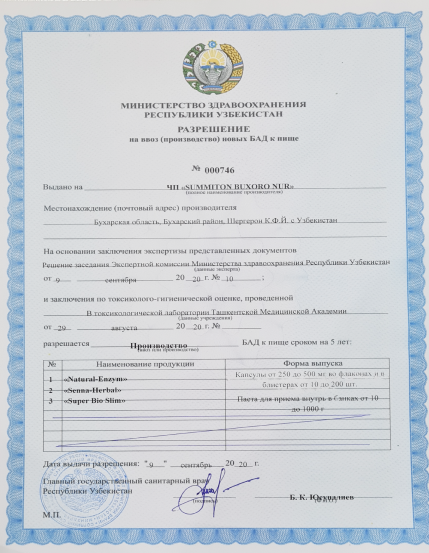 МИНИСТЕРСТВО ЗДРАВООХРАНЕНИЯ
РЕСПУБЛИКИ УЗБЕКИСТАН
РАЗРЕШЕНИЕ
на ввоз (производство) новых БАД к пище
№ 000746
Выдано на ЧП «SUMMITON BUXORO NUR»
(полное наименование производителя)
Местонахождение (почтовый адрес) производителя
Бухарская область, Бухарский район, Шергерон К.Ф.Й. с Узбекистан
На основании заключения экспертизы представленных документов
Решение заседания Экспертной комиссии Министерства здравоохранения Республики Узбекистан
(данные эксперта)
от 9 сентября 20 20 г. № 10 ;
и заключения по токсиколого-гигиенической оценке, проведенной
В токсикологической лаборатории Ташкентской Медицинской Академии
(данные учреждения)
от 29 августа 20 20 г. №
разрешается Производство БАД к пище сроком на 5 лет:
(ввоз или производство)
№ Наименование продукции Форма выпуска
1 «Natural-Enzym» Капсулы от 250 до 500 мг во флаконах и в
2 «Senna-Herbal» блистерах от 10 до 200 шт.
3 «Super Bio Slim» Паста для приема внутрь в банках от 10
до 1000 г
Дата выдачи разрешения: "9" сентябрь 20 20 г.
Главный государственный санитарный врач
Республики Узбекистан
Б. К.
М.П.